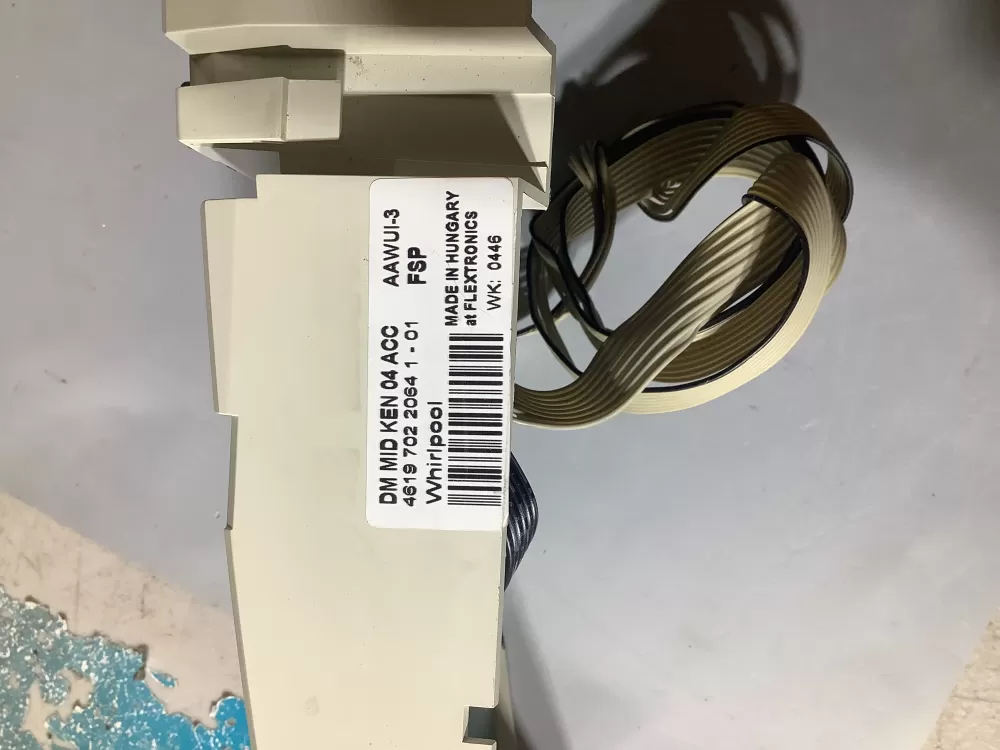 DM MID KEN 04 ACC AAWUI-3
4619 702 2064 1 - 01 FSP
Whirlpool
MADE IN HUNGARY
at FLEXTRONICS
WK: 0446